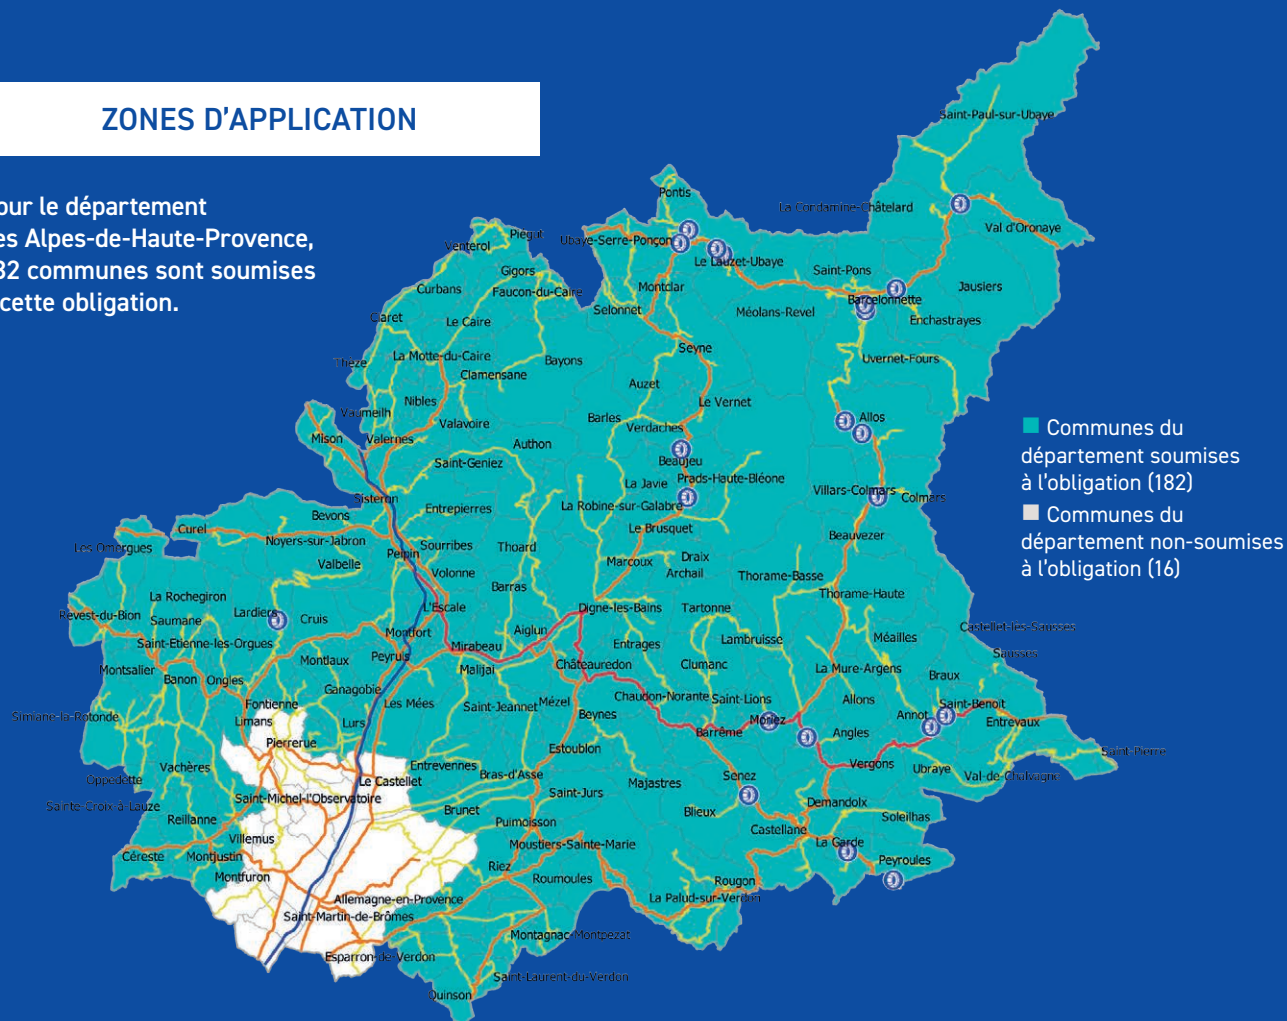 ZONES D'APPLICATION
our le département
es Alpes-de-Haute-Provence,
82 communes sont soumises
cette obligation.
Saint-Paul-sur-Ubaye
Pontis
La Condamine-Châtelard
Val d'Oronaye
Piégut
Ubaye-Serre-Ponçon
Venterol
Le Lauzet-Ubaye
Saint-Pons
Gigors
Jausiers
Curbans
Faucon-du-Caire
Montclar
Barcelonnette
Selonnet
Méolans-Revel
Enchastrayes
Claret
Le Caire
Seyne
La Motte-du-Caire
Uvernet-Fours
Thèze
Bayons
Clamensane
Auzet
Nibles
Le Vernet
Vaumeilh
Valavoire
Barles
Allos
Verdaches
Mison
Valernes
Authon
Saint-Geniez
Beaujeu
La Javie
Prads-Haute-Bléone
Villars-Colmars
Colmars
Sisteron
Entrepierres
La Robine-sur-Galabre
Bevons
Curel
Le Brusquet
Beauvezer
Les Omergues
Noyers-sur-Jabron
Peipin
Sourribes
Thoard
Valbelle
Marcoux
Draix
Volonne
Archail
Thorame-Basse
Barras
La Rochegiron
Thorame-Haute
Revest-du-Bion
Saumane
Lardiers
Cruis
L'Escale
Digne-les-Bains
Tartonne
Castellet-lès-Sausses
Saint-Etienne-les-Orgues
Montfort
Mirabeau
Aiglun
Entrages
Lambruisse
Méailles
Sausses
Montsalier
Banon
Ongles
Montlaux
Peyruis
Malijai
Châteauredon
Clumanc
La Mure-Argens
Braux
Ganagobie
Chaudon-Norante
Saint-Lions
Allons
Fontienne
Les Mées
Saint-Jeannet
Mézel
Saint-Benoit
Simiane-la-Rotonde
Limans
Lurs
Beynes
Moriez
Annot
Entrevaux
Barrême
Angles
Pierrerue
Estoublon
Saint-Pierre
Vachères
Entrevennes
Vergons
Ubraye
Oppedette
Le Castellet
Bras-d'Asse
Majastres
Senez
Val-de-Chalvagne
Sainte-Croix-à-Lauze
Saint-Michel-l'Observatoire
Saint-Jurs
Demandolx
Reillanne
Brunet
Blieux
Soleilhas
Puimoisson
Castellane
Villemus
Moustiers-Sainte-Marie
La Garde
Céreste
Montjustin
Riez
Peyroules
Montfuron
Roumoules
Rougon
Allemagne-en-Provence
La Palud-sur-Verdon
Saint-Martin-de-Brômes
Montagnac-Montpezat
Esparron-de-Verdon
Saint-Laurent-du-Verdon
Quinson
Communes du
département soumises
à l'obligation (182)
Communes du
département non-soumises
à l'obligation (16)